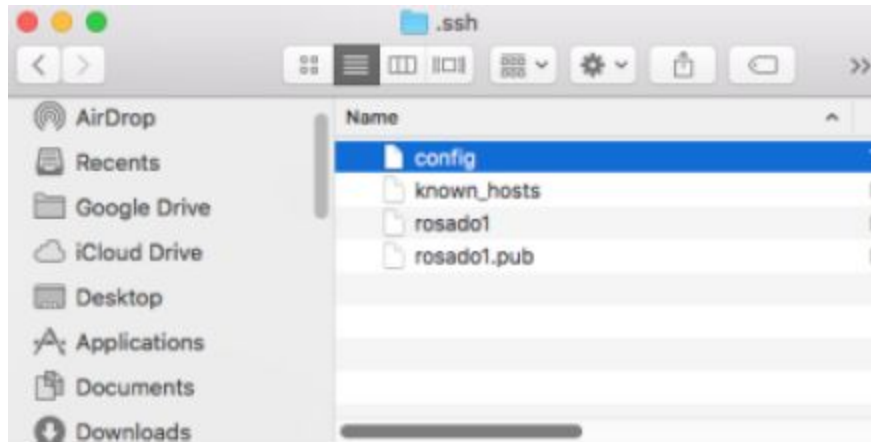 .ssh
AirDrop
Recents
Google Drive
iCloud Drive
Desktop
Applications
Documents
Downloads
Name
config
known_hosts
rosado1
rosado1.pub